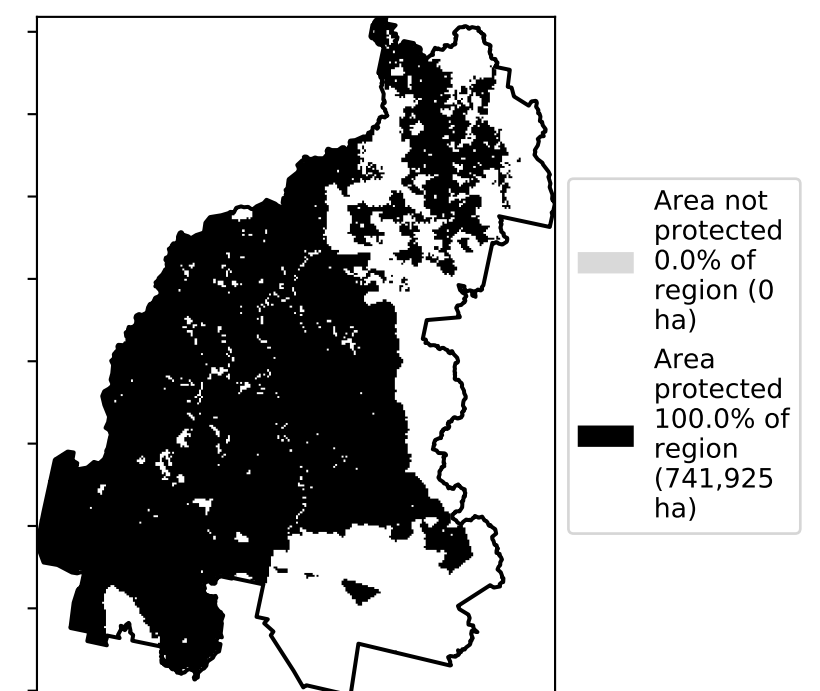 Area not
protected
0.0% of
region (0
ha)
Area
protected
100.0% of
region
(741,925
ha)